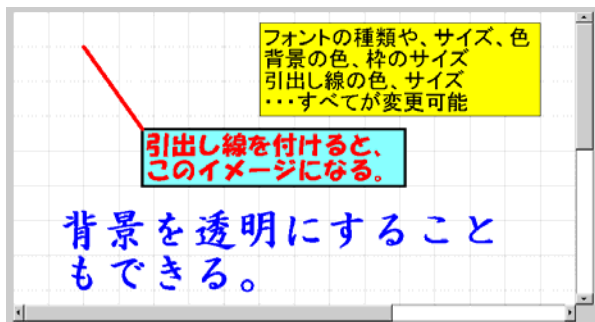 フォントの種類や、サイズ、色
背景の色、枠のサイズ
引出し線の色、サイズ
・・・すべてが変更可能
引出し線を付けると、
このイメージになる。
背景を透明にすること
もできる。